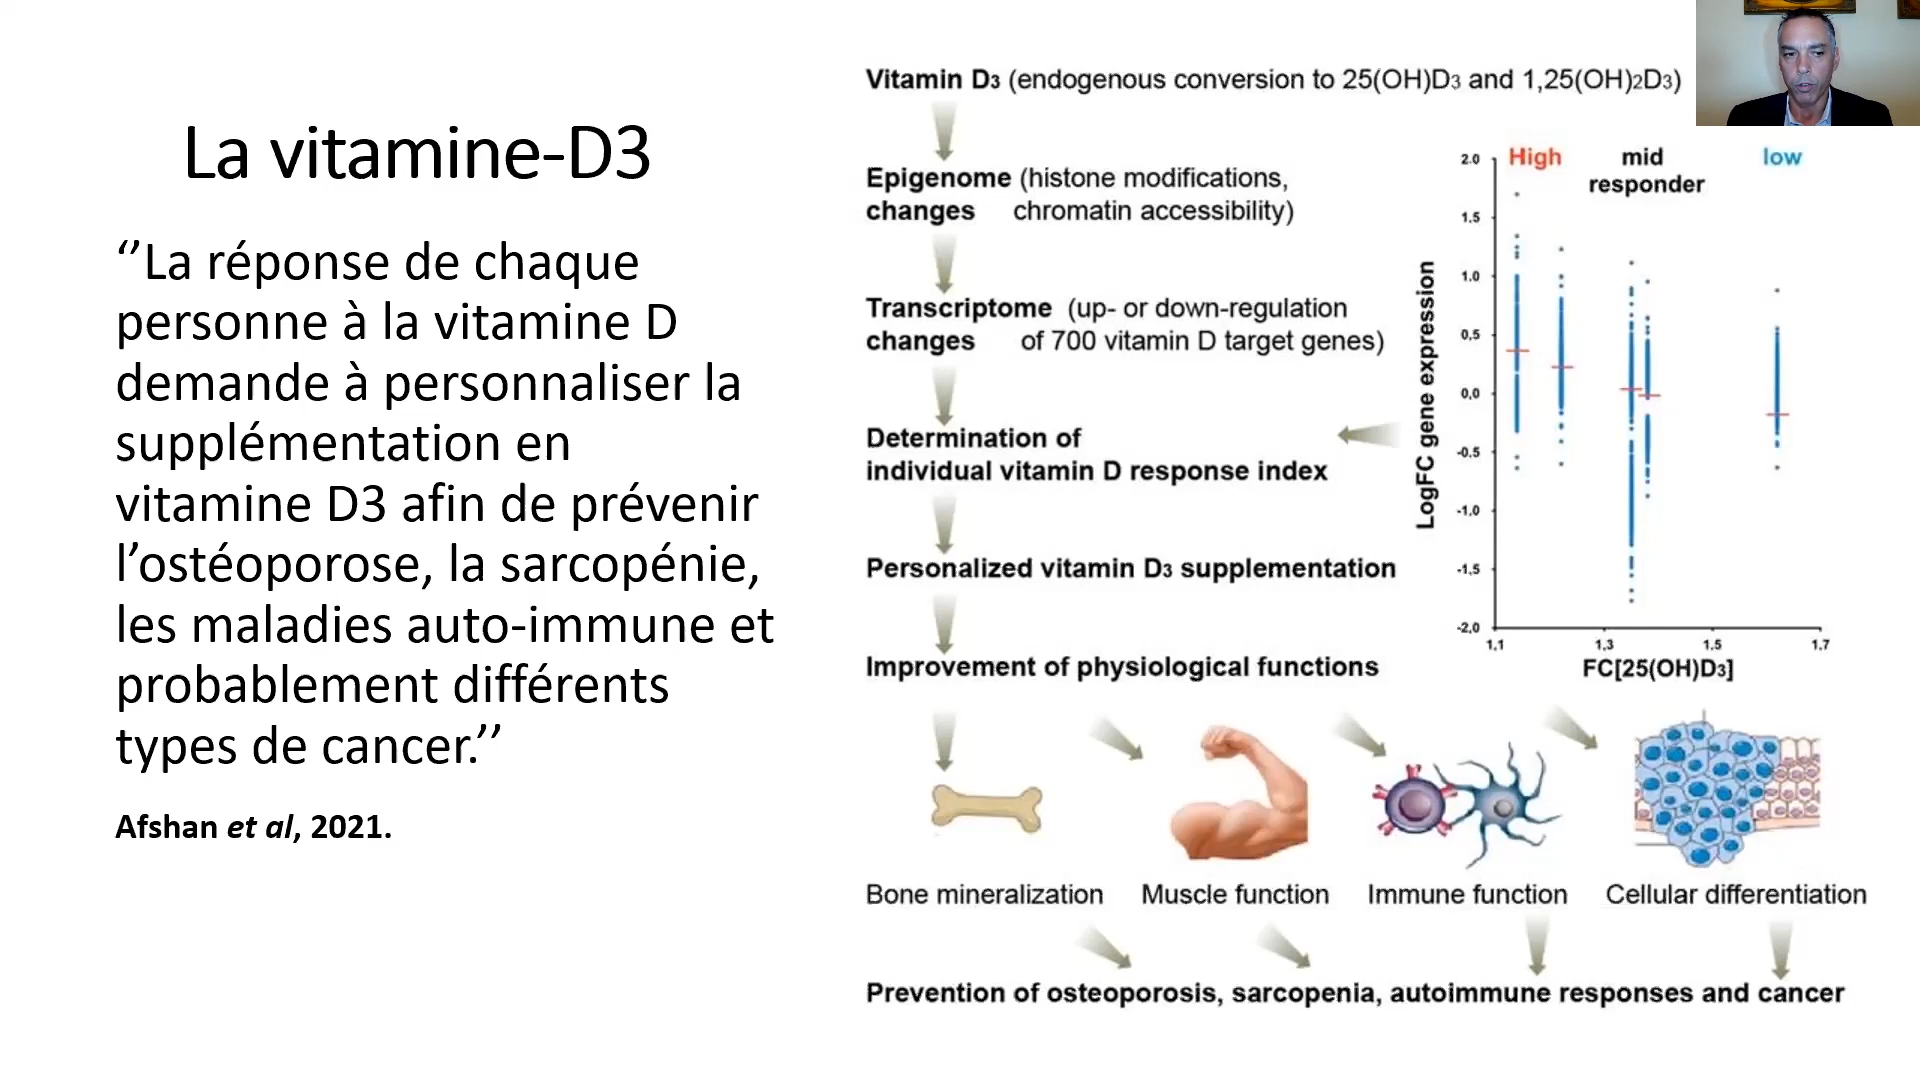 La vitamine-D3
‘’La réponse de chaque
personne à la vitamine D
demande à personnaliser la
supplémentation en
vitamine D3 afin de prévenir
l’ostéoporose, la sarcopénie,
les maladies auto-immune et
probablement différents
types de cancer.’’
Afshan et al, 2021.
Vitamin D3 (endogenous conversion to 25(OH)D3 and 1,25(OH)2D3)
Epigenome (histone modifications,
changes chromatin accessibility)
Transcriptome (up- or down-regulation
changes of 700 vitamin D target genes)
Determination of
individual vitamin D response index
Personalized vitamin D3 supplementation
Improvement of physiological functions
High mid low
responder
LogFC gene expression
2.0
1.5
1.0
0,5
0,0
-0.5
-1,0
-1,5
-2,0
1,1 1,3 1.5 1,7
FC[25(OH)D3]
Bone mineralization Muscle function Immune function Cellular differentiation
Prevention of osteoporosis, sarcopenia, autoimmune responses and cancer